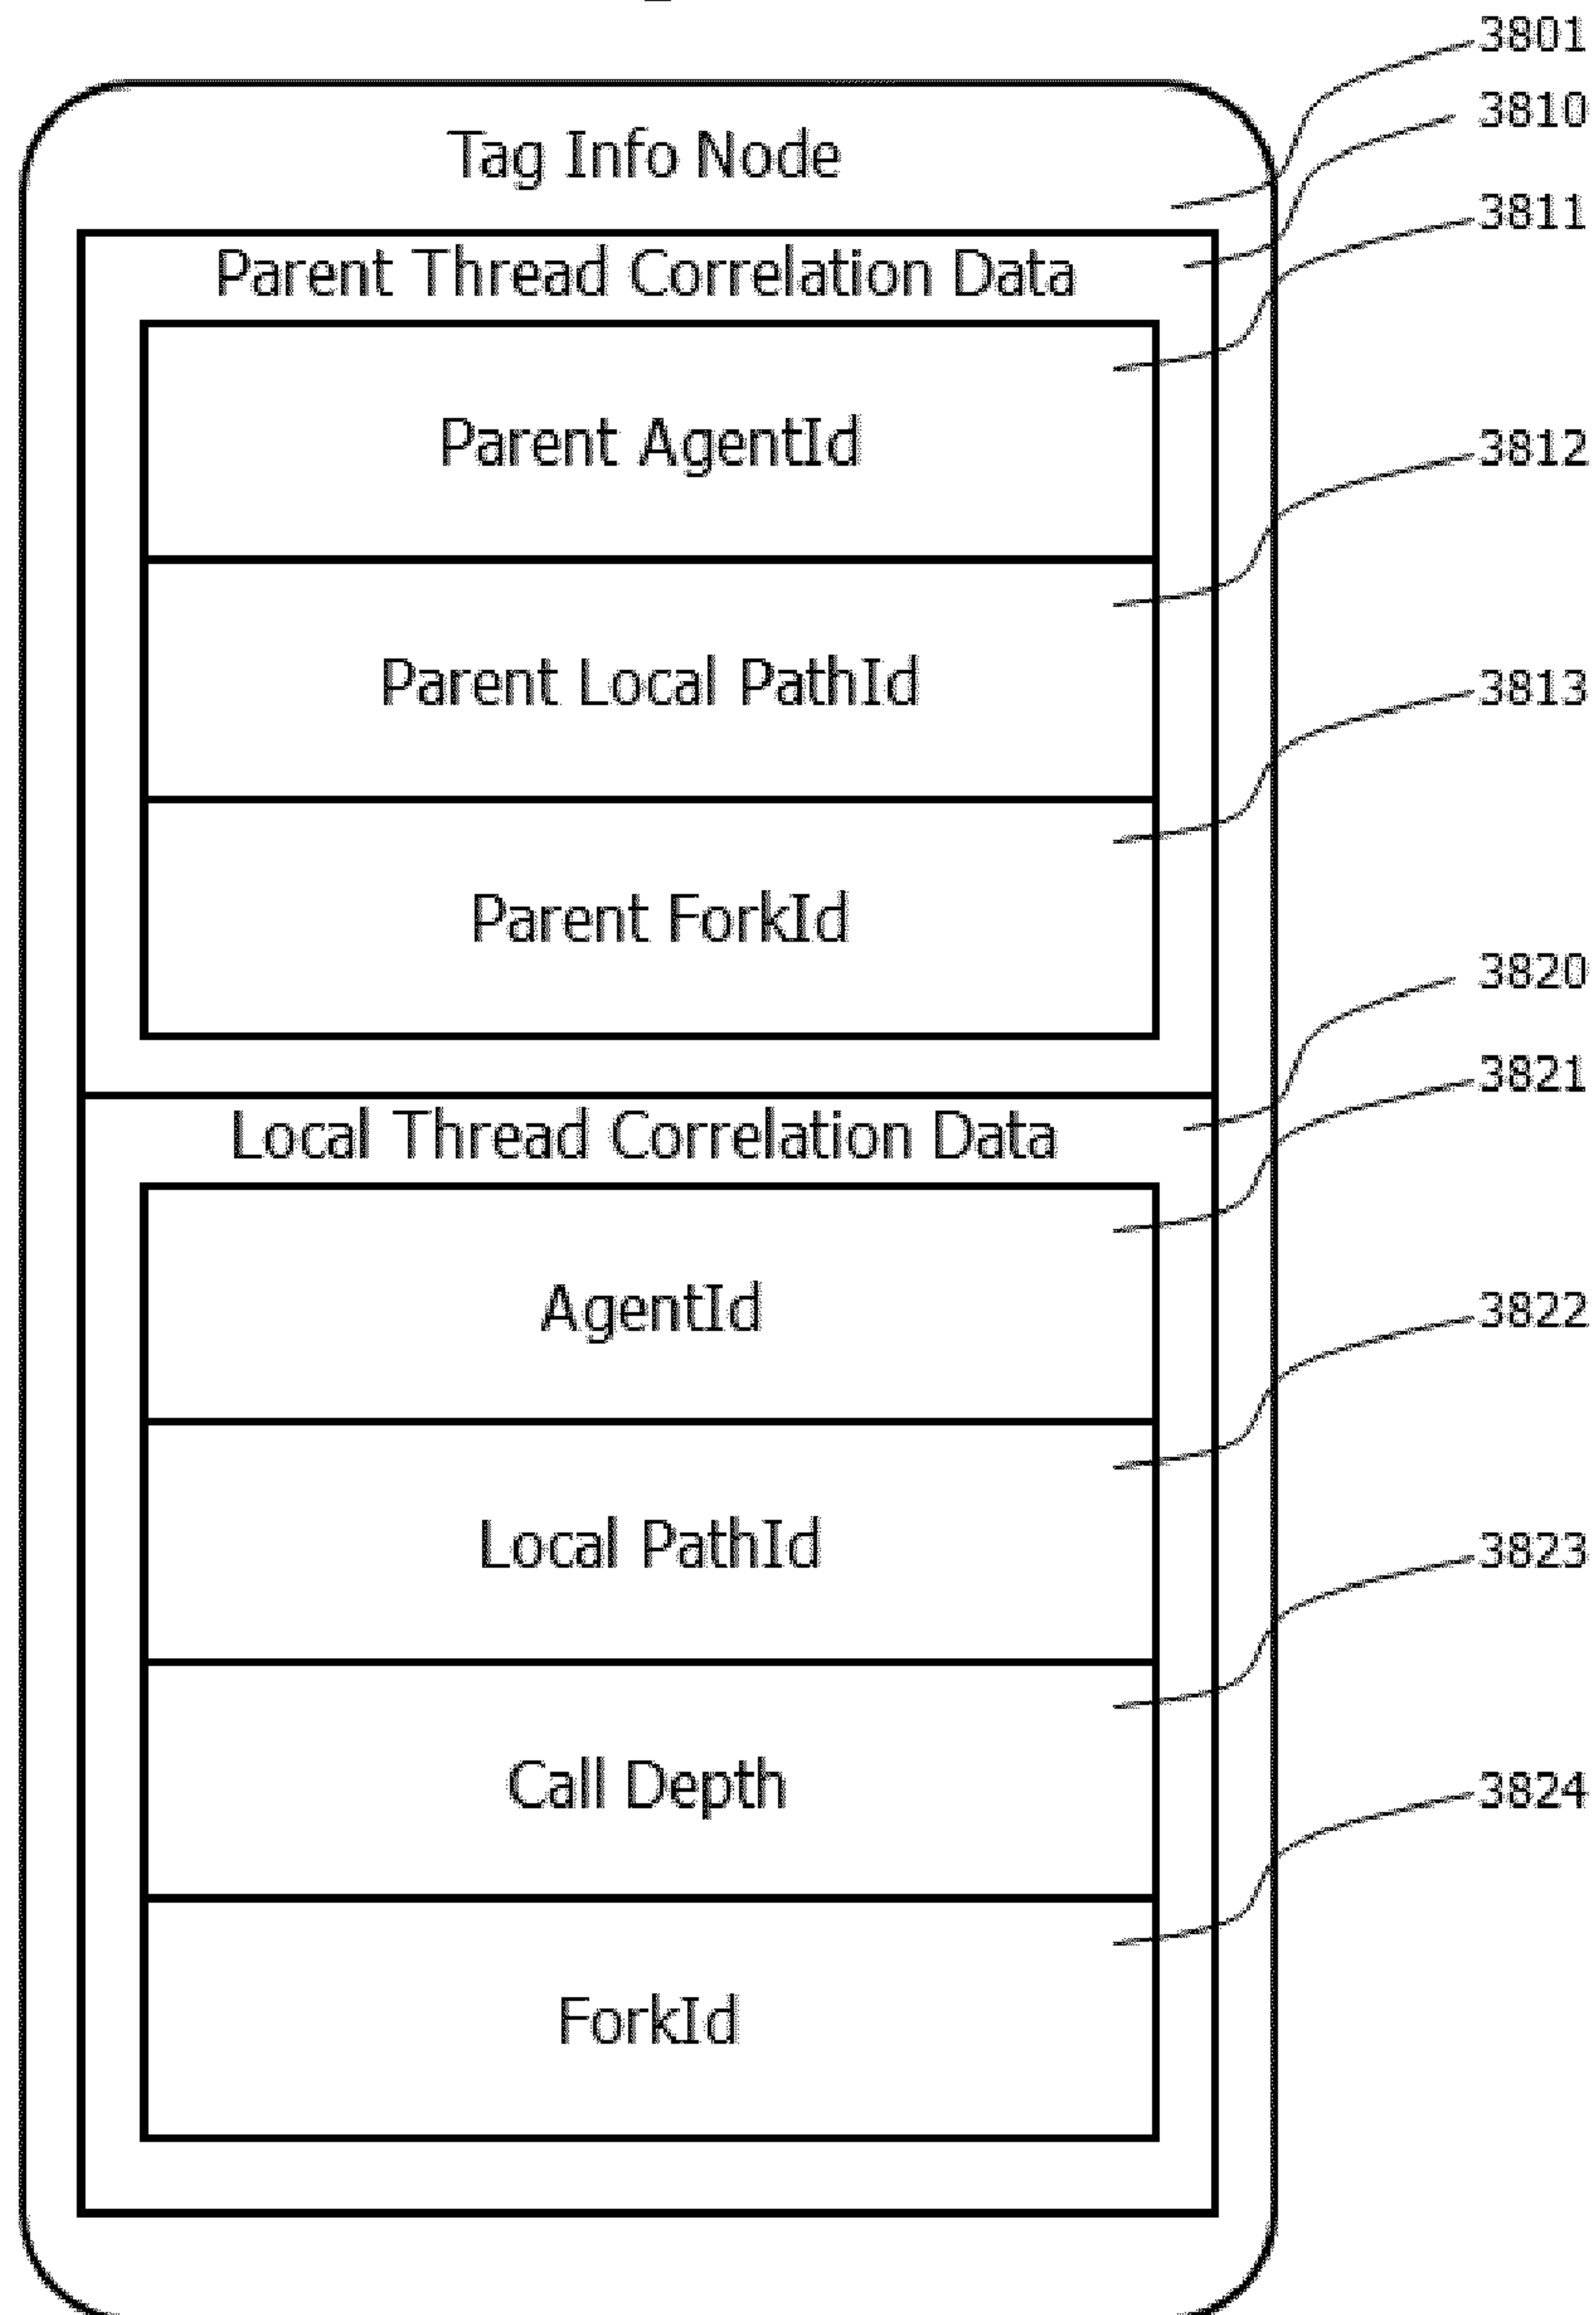 3801
Tag Info Node
3810
3811
Parent Thread Correlation Data
Parent AgentId
3812
Parent Local PathId
3813
Parent ForkId
3820
3821
Local Thread Correlation Data
AgentId
3822
Local PathId
3823
Call Depth
3824
ForkId